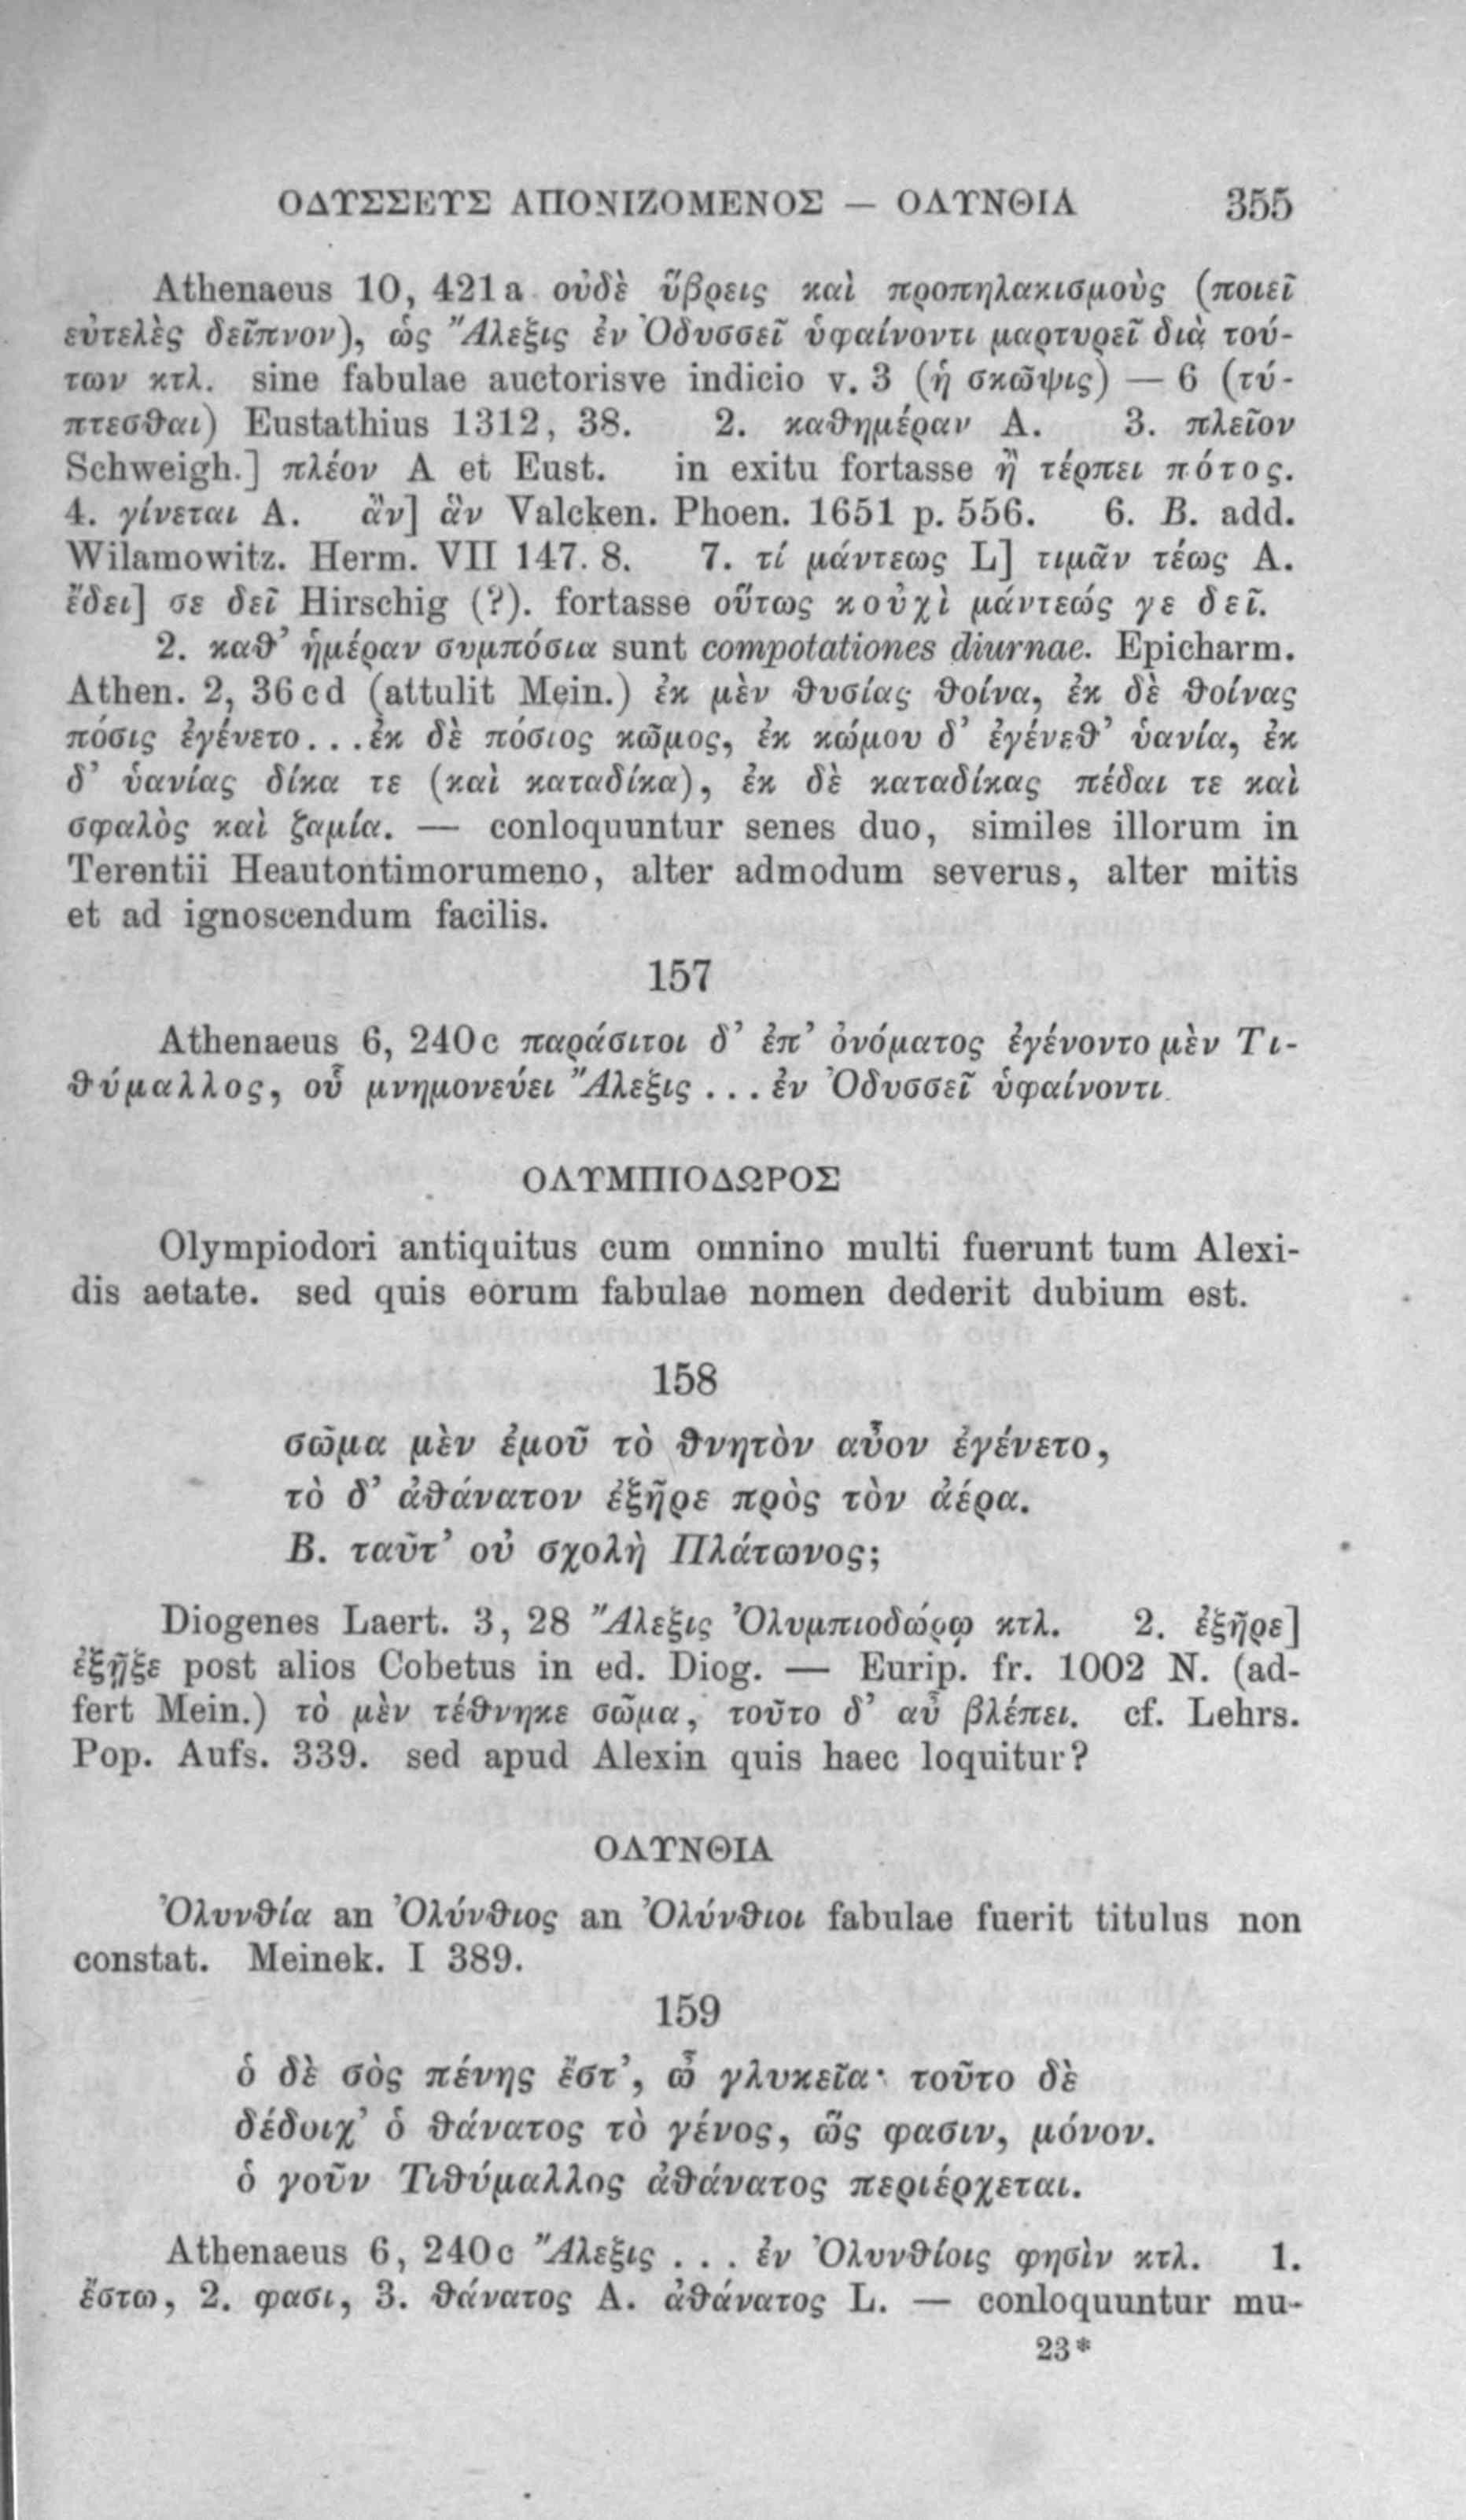 ΟΔΥΣΣΕΥΣ ΑΠΟΝΙΖΟΜΕΝΟΣ — ΟΛΥΝΘΙΑ 355
Athenaeus 10, 421 a οὐδὲ ὕβρεις καὶ προπηλακισμοὺς (ποιεῖ
εὐτελὲς δεῖπνον), ὡς Ἄλεξις ἐν Ὀδυσσεῖ ὑφαίνοντι μαρτυρεῖ διὰ τού-
των κτλ. sine fabulae auctorisve indicio v. 3 (ἡ σκῶψις) — 6 (τύ-
πτεσθαι) Eustathius 1312, 38. 2. καθημέραν A. 3. πλεῖον
Schweigh.] πλέον A et Eust. in exitu fortasse ἢ τέρπει πότος.
4. γίνεται A. ἂν] ἃν Valcken. Phoen. 1651 p. 556. 6. B. add.
Wilamowitz. Herm. VII 147. 8. 7. τί μάντεως L] τιμᾶν τέως A.
ἔδει] σε δεῖ Hirschig (?). fortasse οὕτως κοὐχὶ μάντεώς γε δεῖ.
2. καθ’ ἡμέραν συμπόσια sunt compotationes diurnae. Epicharm.
Athen. 2, 36 c d (attulit Mein.) ἐκ μὲν θυσίας θοίνα, ἐκ δὲ θοίνας
πόσις ἐγένετο...ἐκ δὲ πόσιος κῶμος, ἐκ κώμου δ’ ἐγένεθ’ ὑανία, ἐκ
δ’ ὑανίας δίκα τε (καὶ καταδίκα), ἐκ δὲ καταδίκας πέδαι τε καὶ
σφαλὸς καὶ ζαμία. — conloquuntur senes duo, similes illorum in
Terentii Heautontimorumeno, alter admodum severus, alter mitis
et ad ignoscendum facilis.
157
Athenaeus 6, 240 c παράσιτοι δ’ ἐπ’ ὀνόματος ἐγένοντο μὲν Τι-
θύμαλλος, οὗ μνημονεύει Ἄλεξις ... ἐν Ὀδυσσεῖ ὑφαίνοντι
ΟΛΥΜΠΙΟΔΩΡΟΣ
Olympiodori antiquitus cum omnino multi fuerunt tum Alexi-
dis aetate. sed quis eorum fabulae nomen dederit dubium est.
158
σῶμα μὲν ἐμοῦ τὸ θνητὸν αὖον ἐγένετο,
τὸ δ’ ἀθάνατον ἐξῆρε πρὸς τὸν ἀέρα.
B. ταῦτ’ οὐ σχολὴ Πλάτωνος;
Diogenes Laert. 3, 28 Ἄλεξις Ὀλυμπιοδώρῳ κτλ. 2. ἐξῆρε]
ἐξῇξε post alios Cobetus in ed. Diog. — Eurip. fr. 1002 N. (ad-
fert Mein.) τὸ μὲν τέθνηκε σῶμα, τοῦτο δ’ αὖ βλέπει. cf. Lehrs.
Pop. Aufs. 339. sed apud Alexin quis haec loquitur?
ΟΛΥΝΘΙΑ
Ὀλυνθία an Ὀλύνθιος an Ὀλύνθιοι fabulae fuerit titulus non
constat. Meinek. I 389.
159
ὁ δὲ σὸς πένης ἔστ’, ὦ γλυκεῖα· τοῦτο δὲ
δέδοιχ’ ὁ θάνατος τὸ γένος, ὥς φασιν, μόνον.
ὁ γοῦν Τιθύμαλλος ἀθάνατος περιέρχεται.
Athenaeus 6, 240 c Ἄλεξις ... ἐν Ὀλυνθίοις φησὶν κτλ. 1.
ἔστω, 2. φασι, 3. θάνατος A. ἀθάνατος L. — conloquuntur mu-
23*